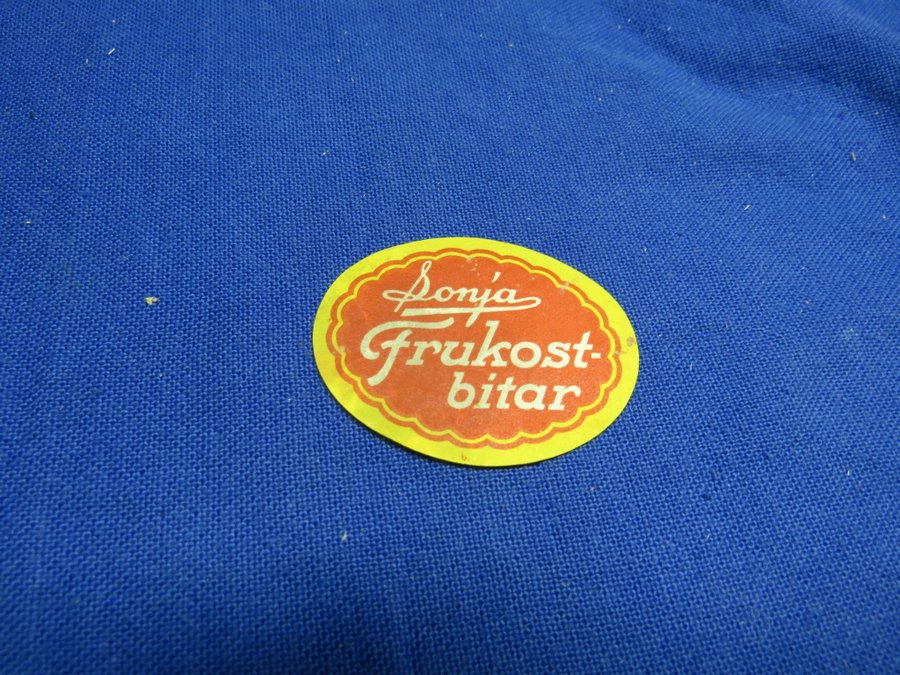 Sonja
Frukost-
bitar
b.